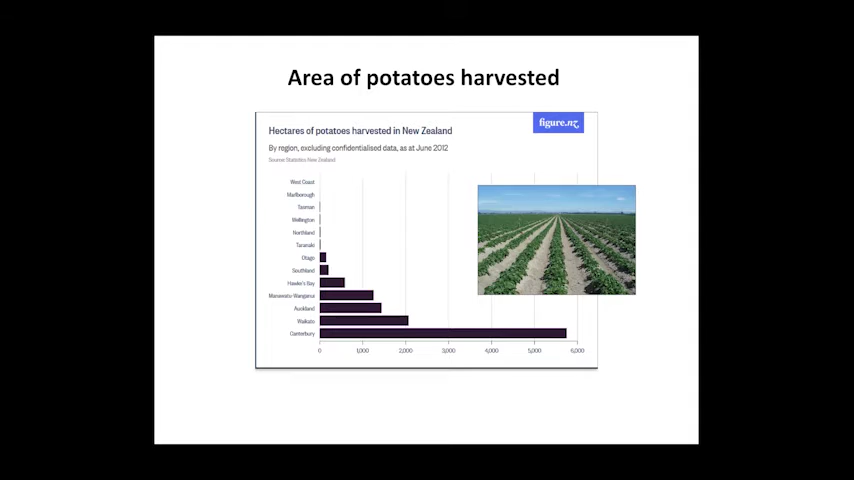 Area of potatoes harvested
figure.nz
Hectares of potatoes harvested in New Zealand
By region, excluding confidentialised data, as at June 2012
Source: Statistics New Zealand
West Coast
Marlborough
Tasman
Wellington
Northland
Taranaki
Otago
Southland
Hawke's Bay
Manawatu-Wanganui
Auckland
Waikato
Canterbury
0 1,000 2,000 3,000 4,000 5,000 6,000